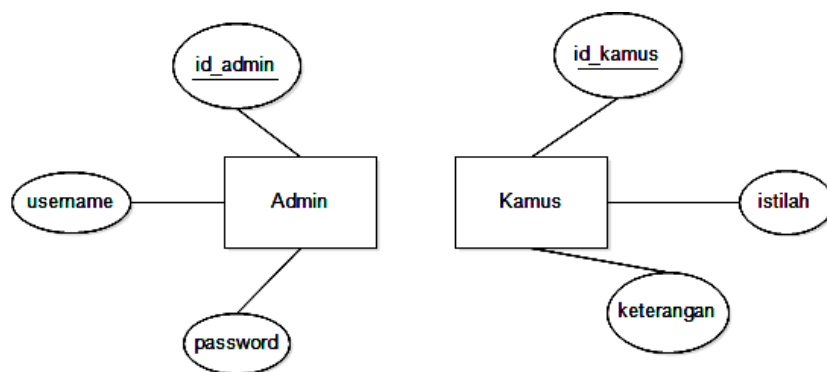 id_admin
id_kamus
username
Admin
Kamus
istilah
keterangan
password